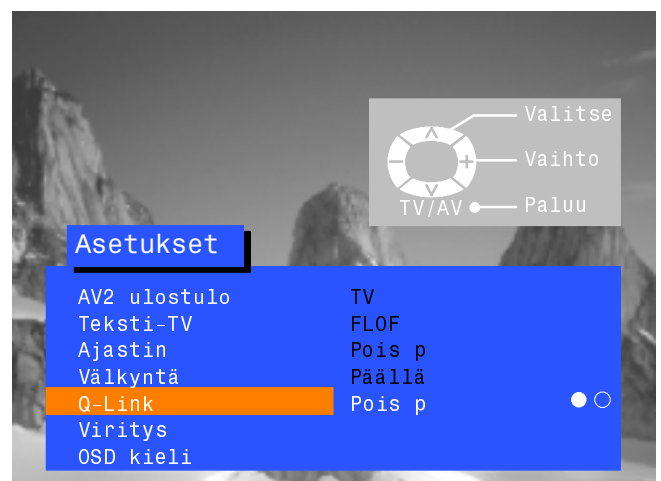 Valitse
Vaihto
TV/AV Paluu
Asetukset
AV2 ulostulo TV
Teksti-TV FLOF
Ajastin Pois p
Välkyntä Päällä
Q-Link Pois p
Viritys
OSD kieli